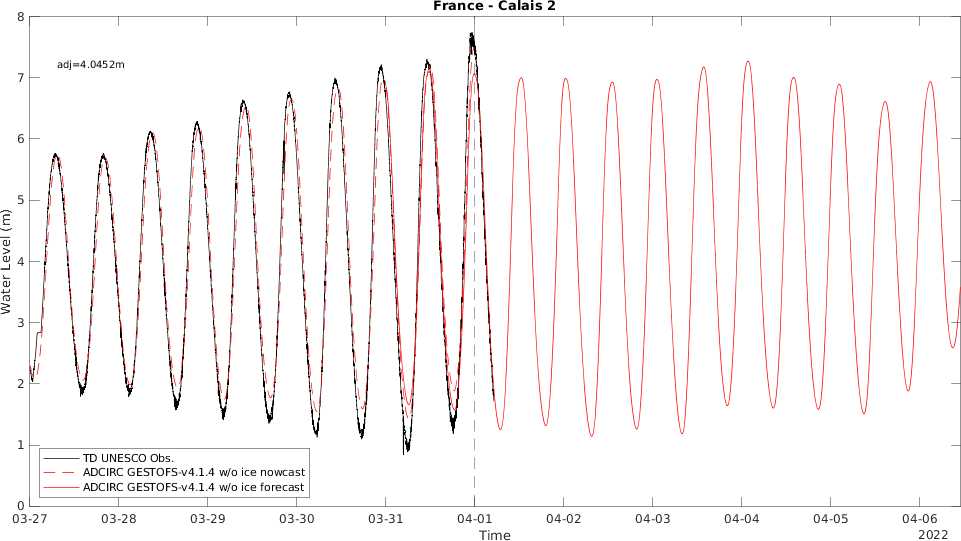 France - Calais 2
8
7
6
5
4
3
2
1
0
Water Level (m)
adj=4.0452m
TD UNESCO Obs.
ADCIRC GESTOFS-v4.1.4 w/o ice nowcast
ADCIRC GESTOFS-v4.1.4 w/o ice forecast
03-27 03-28 03-29 03-30 03-31 04-01 04-02 04-03 04-04 04-05 04-06
Time
2022